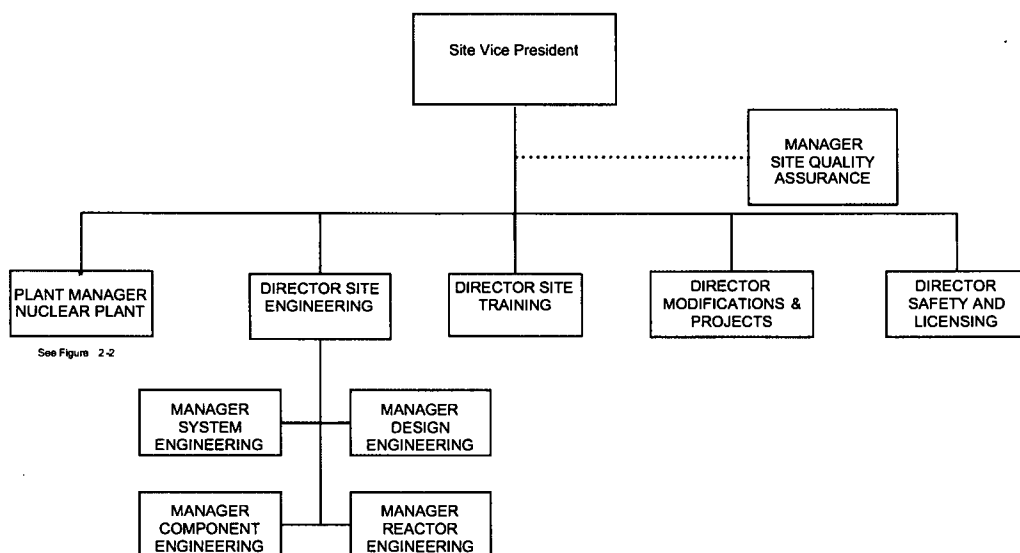 Site Vice President
MANAGER
SITE QUALITY
ASSURANCE
PLANT MANAGER
NUCLEAR PLANT
See Figure 2-2
DIRECTOR SITE
ENGINEERING
DIRECTOR SITE
TRAINING
DIRECTOR
MODIFICATIONS &
PROJECTS
DIRECTOR
SAFETY AND
LICENSING
MANAGER
SYSTEM
ENGINEERING
MANAGER
DESIGN
ENGINEERING
MANAGER
COMPONENT
ENGINEERING
MANAGER
REACTOR
ENGINEERING